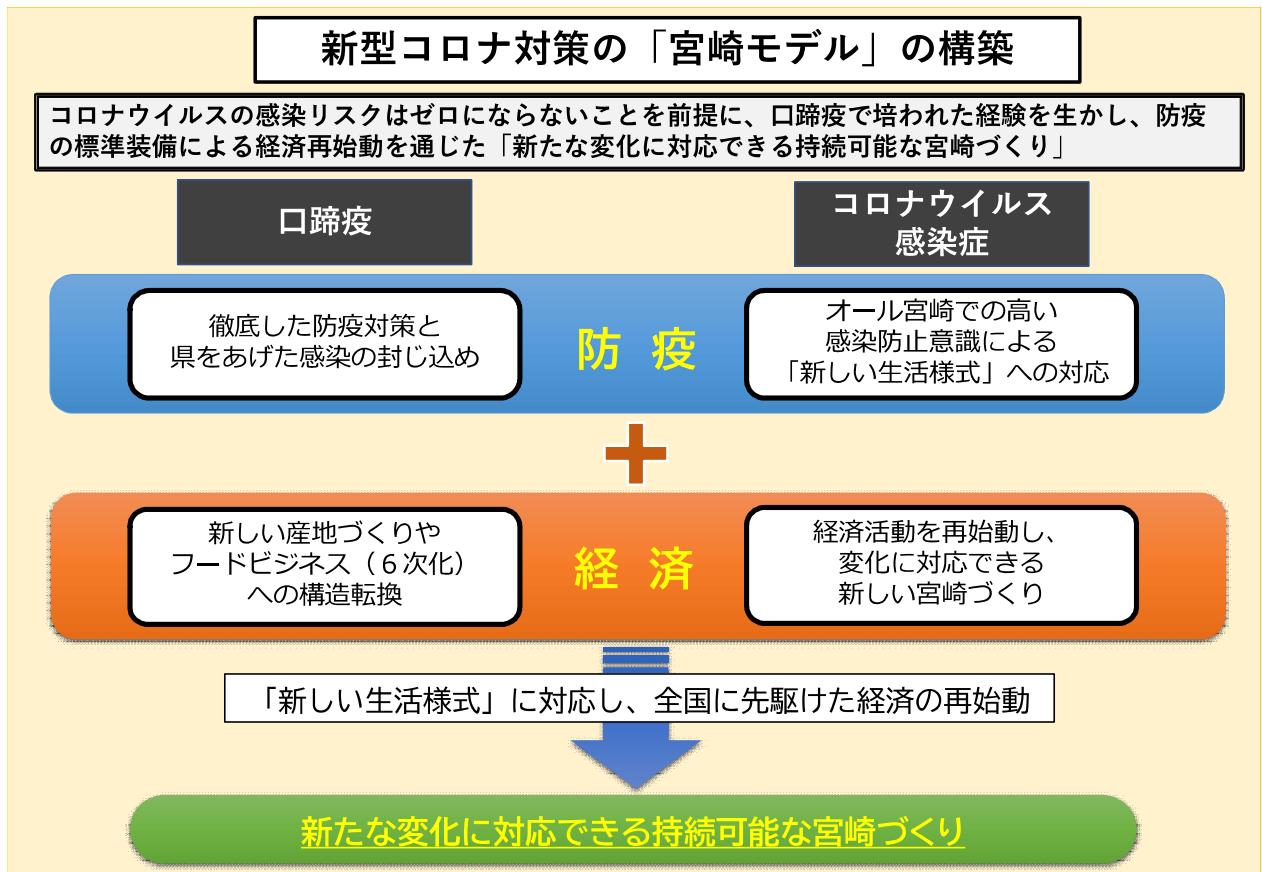 新型コロナ対策の「宮崎モデル」の構築
コロナウイルスの感染リスクはゼロにならないことを前提に、口蹄疫で培われた経験を生かし、防疫
の標準装備による経済再始動を通じた「新たな変化に対応できる持続可能な宮崎づくり」
口蹄疫
コロナウイルス
感染症
徹底した防疫対策と
県をあげた感染の封じ込め
防 疫
オール宮崎での高い
感染防止意識による
「新しい生活様式」への対応
新しい産地づくりや
フードビジネス（６次化）
への構造転換
経 済
経済活動を再始動し、
変化に対応できる
新しい宮崎づくり
「新しい生活様式」に対応し、全国に先駆けた経済の再始動
新たな変化に対応できる持続可能な宮崎づくり